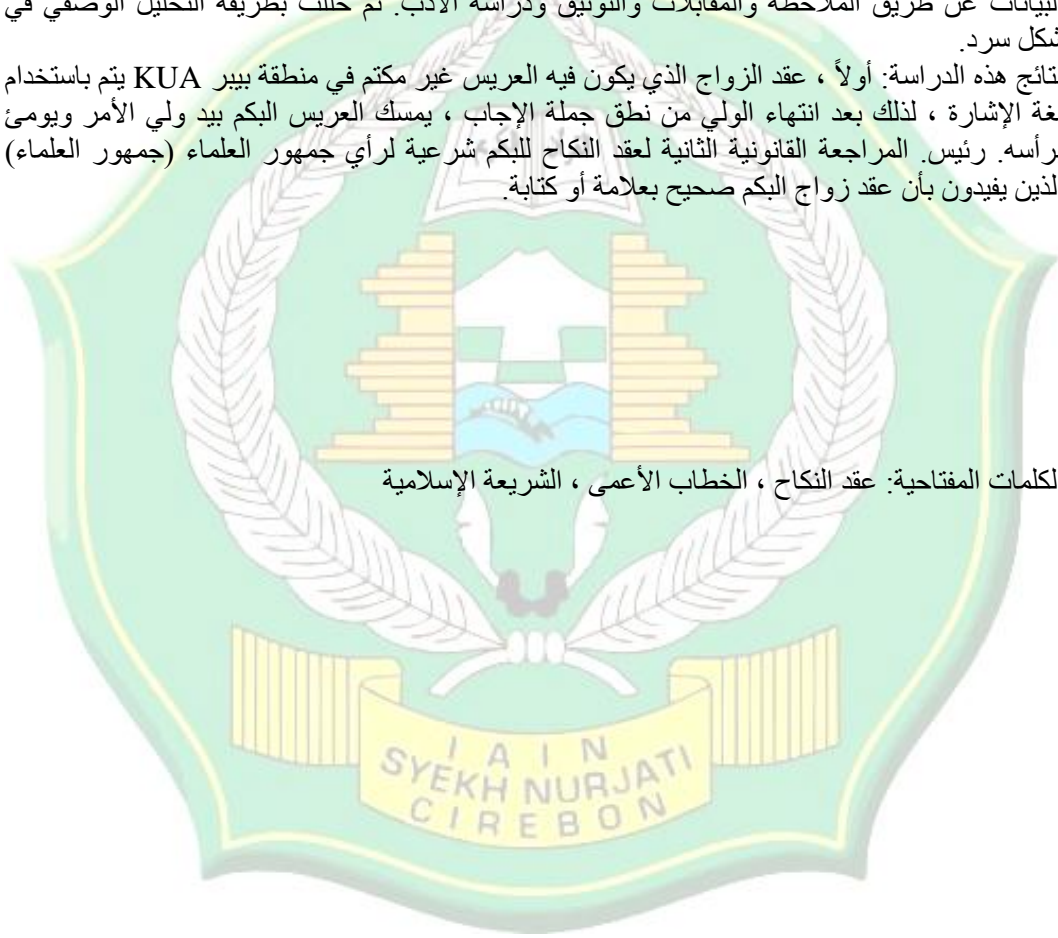 البيانات عن طريق الملاحظة والمقابلات والتوثيق ودراسة الأدب. ثم حللت بطريقة التحليل الوصفي في
شكل سرد.
نتائج هذه الدراسة: أولاً ، عقد الزواج الذي يكون فيه العريس غير مكتم في منطقة بيبر KUA يتم باستخدام
لغة الإشارة ، لذلك بعد انتهاء الولي من نطق جملة الإجاب ، يمسك العريس البكم بيد ولي الأمر ويومئ
برأسه. رئيس. المراجعة القانونية الثانية لعقد النكاح للبكم شرعية لرأي جمهور العلماء (جمهور العلماء)
الذين يفيدون بأن عقد زواج البكم صحيح بعلامة أو كتابة.
الكلمات المفتاحية: عقد النكاح ، الخطاب الأعمى ، الشريعة الإسلامية
IAIN
SYEKH NURJATI
CIREBON